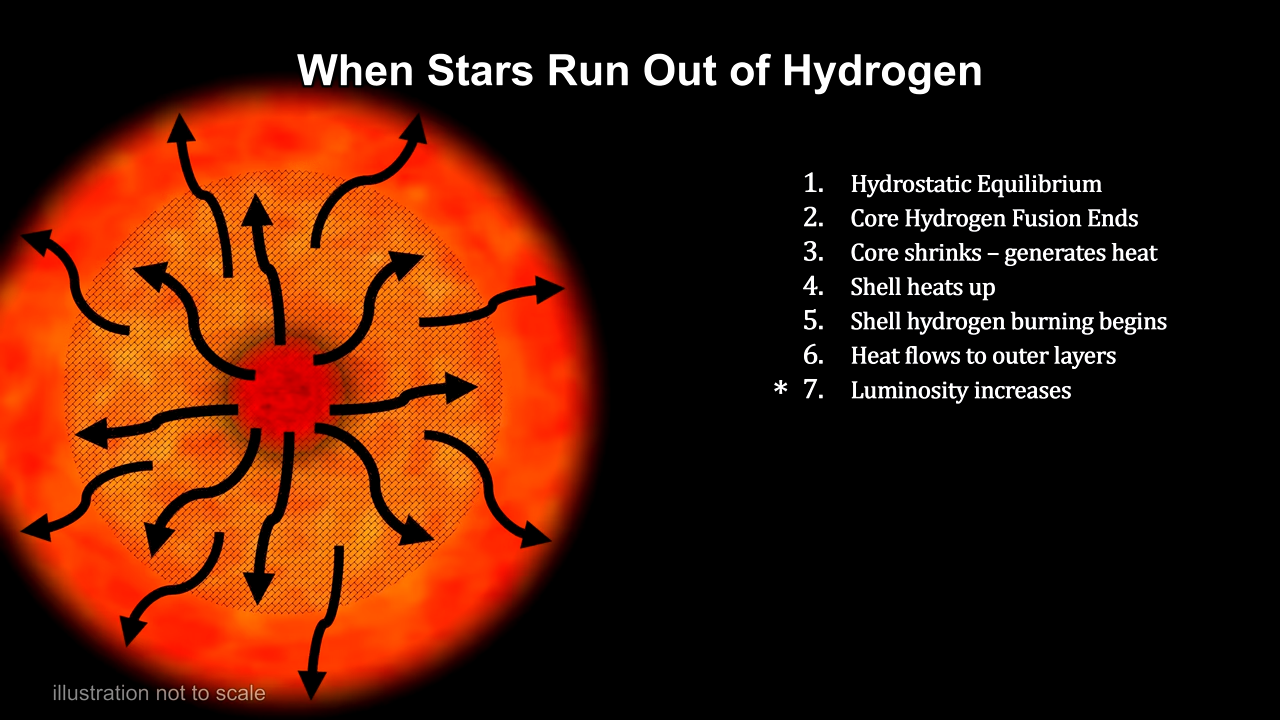 When Stars Run Out of Hydrogen
1. Hydrostatic Equilibrium
2. Core Hydrogen Fusion Ends
3. Core shrinks – generates heat
4. Shell heats up
5. Shell hydrogen burning begins
6. Heat flows to outer layers
* 7. Luminosity increases
illustration not to scale